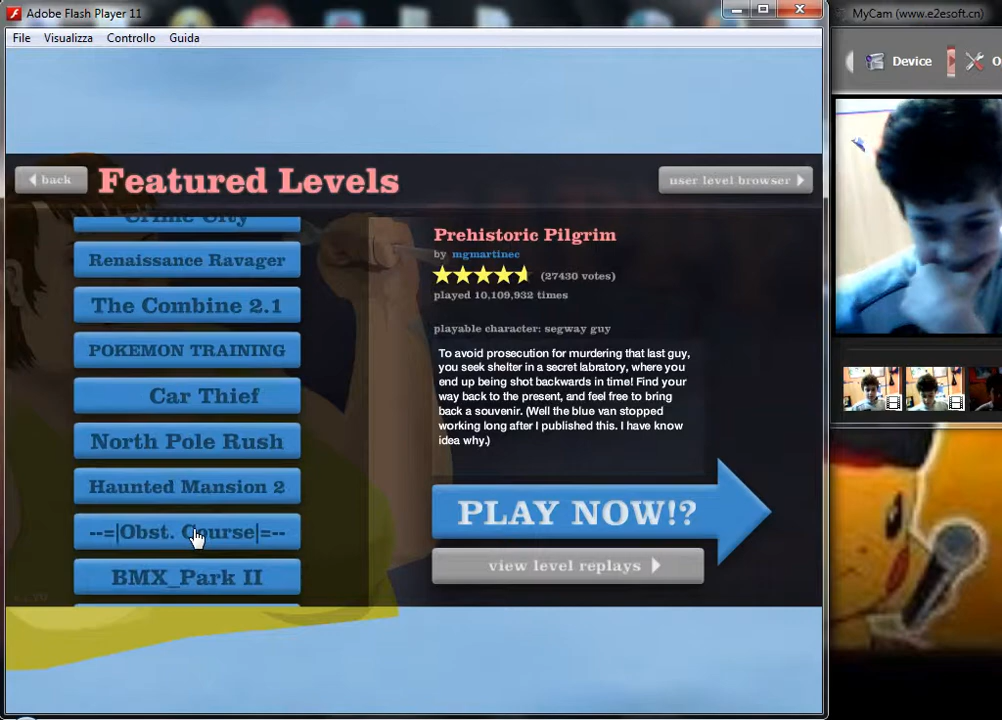 Adobe Flash Player 11
MyCam (www.e2esoft.cn)
File Visualizza Controllo Guida
Device
back
Featured Levels
user level browser
Crime City
Renaissance Ravager
The Combine 2.1
POKEMON TRAINING
Car Thief
North Pole Rush
Haunted Mansion 2
--=|Obst. Course|=--
BMX_Park II
Prehistoric Pilgrim
by mgmartinec
(27430 votes)
played 10,109,932 times
playable character: segway guy
To avoid prosecution for murdering that last guy,
you seek shelter in a secret labratory, where you
end up being shot backwards in time! Find your
way back to the present, and feel free to bring
back a souvenir. (Well the blue van stopped
working long after I published this. I have know
idea why.)
PLAY NOW!?
view level replays